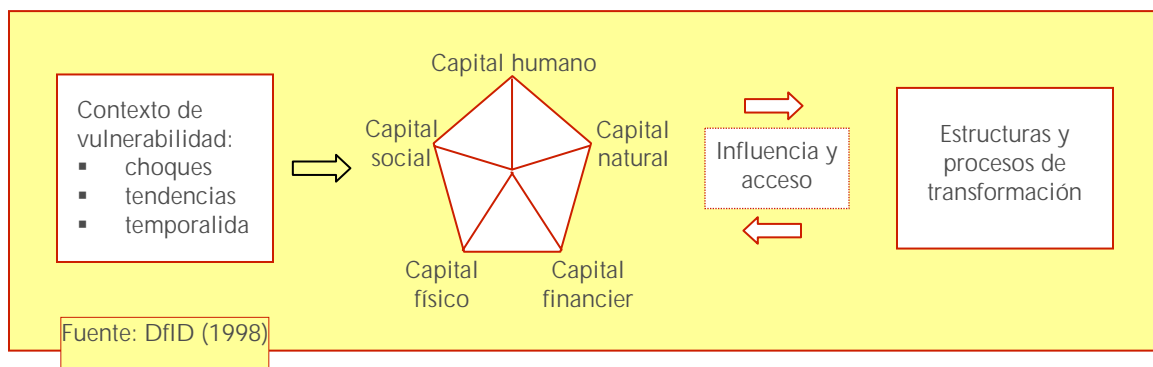 Contexto de
vulnerabilidad:
▪ choques
▪ tendencias
▪ temporalida
Capital humano
Capital
social
Capital
natural
Capital
físico
Capital
financier
Influencia y
acceso
Estructuras y
procesos de
transformación
Fuente: DfID (1998)